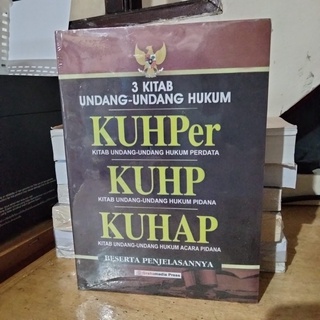 3 KITAB
UNDANG-UNDANG HUKUM
KUHPer
KITAB UNDANG-UNDANG HUKUM PERDATA
KUHP
KITAB UNDANG-UNDANG HUKUM PIDANA
KUHAP
KITAB UNDANG-UNDANG HUKUM ACARA PIDANA
BESERTA PENJELASANNYA